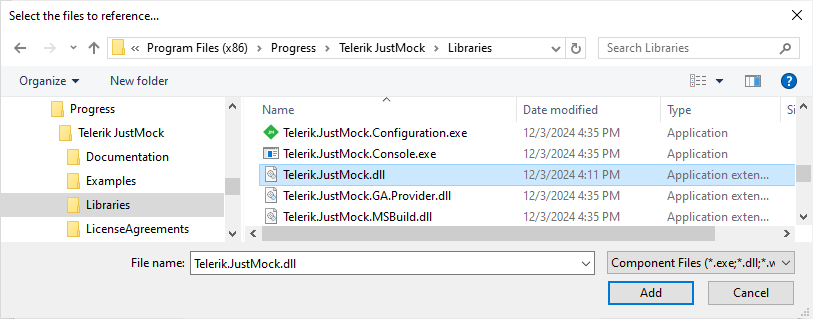 Select the files to reference...
Program Files (x86) Progress Telerik JustMock Libraries Search Libraries
Organize New folder
Name Date modified Type Si
Progress
Telerik JustMock
Documentation
Examples
Libraries
LicenseAgreements
Telerik.JustMock.Configuration.exe 12/3/2024 4:35 PM Application
Telerik.JustMock.Console.exe 12/3/2024 4:35 PM Application
Telerik.JustMock.dll 12/3/2024 4:11 PM Application exten...
Telerik.JustMock.GA.Provider.dll 12/3/2024 4:35 PM Application exten...
Telerik.JustMock.MSBuild.dll 12/3/2024 4:35 PM Application exten...
File name: Telerik.JustMock.dll Component Files (*.exe;*.dll;*.w
Add Cancel